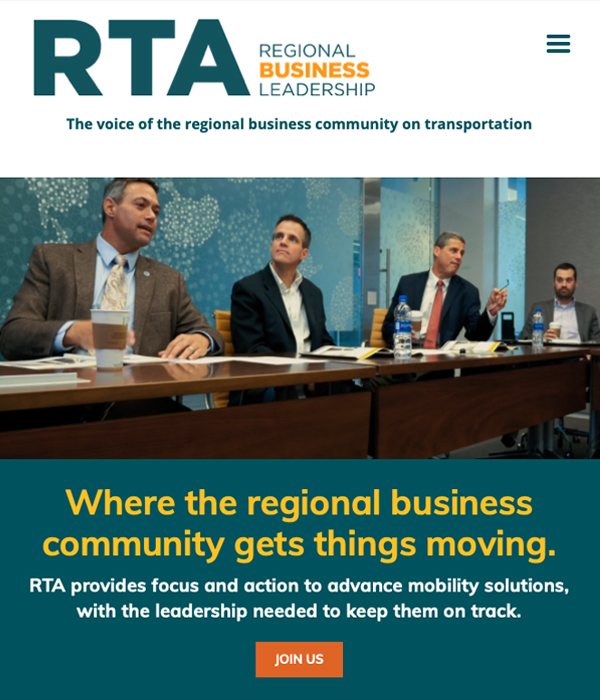 RTA
REGIONAL
BUSINESS
LEADERSHIP
The voice of the regional business community on transportation
Where the regional business
community gets things moving.
RTA provides focus and action to advance mobility solutions,
with the leadership needed to keep them on track.
JOIN US